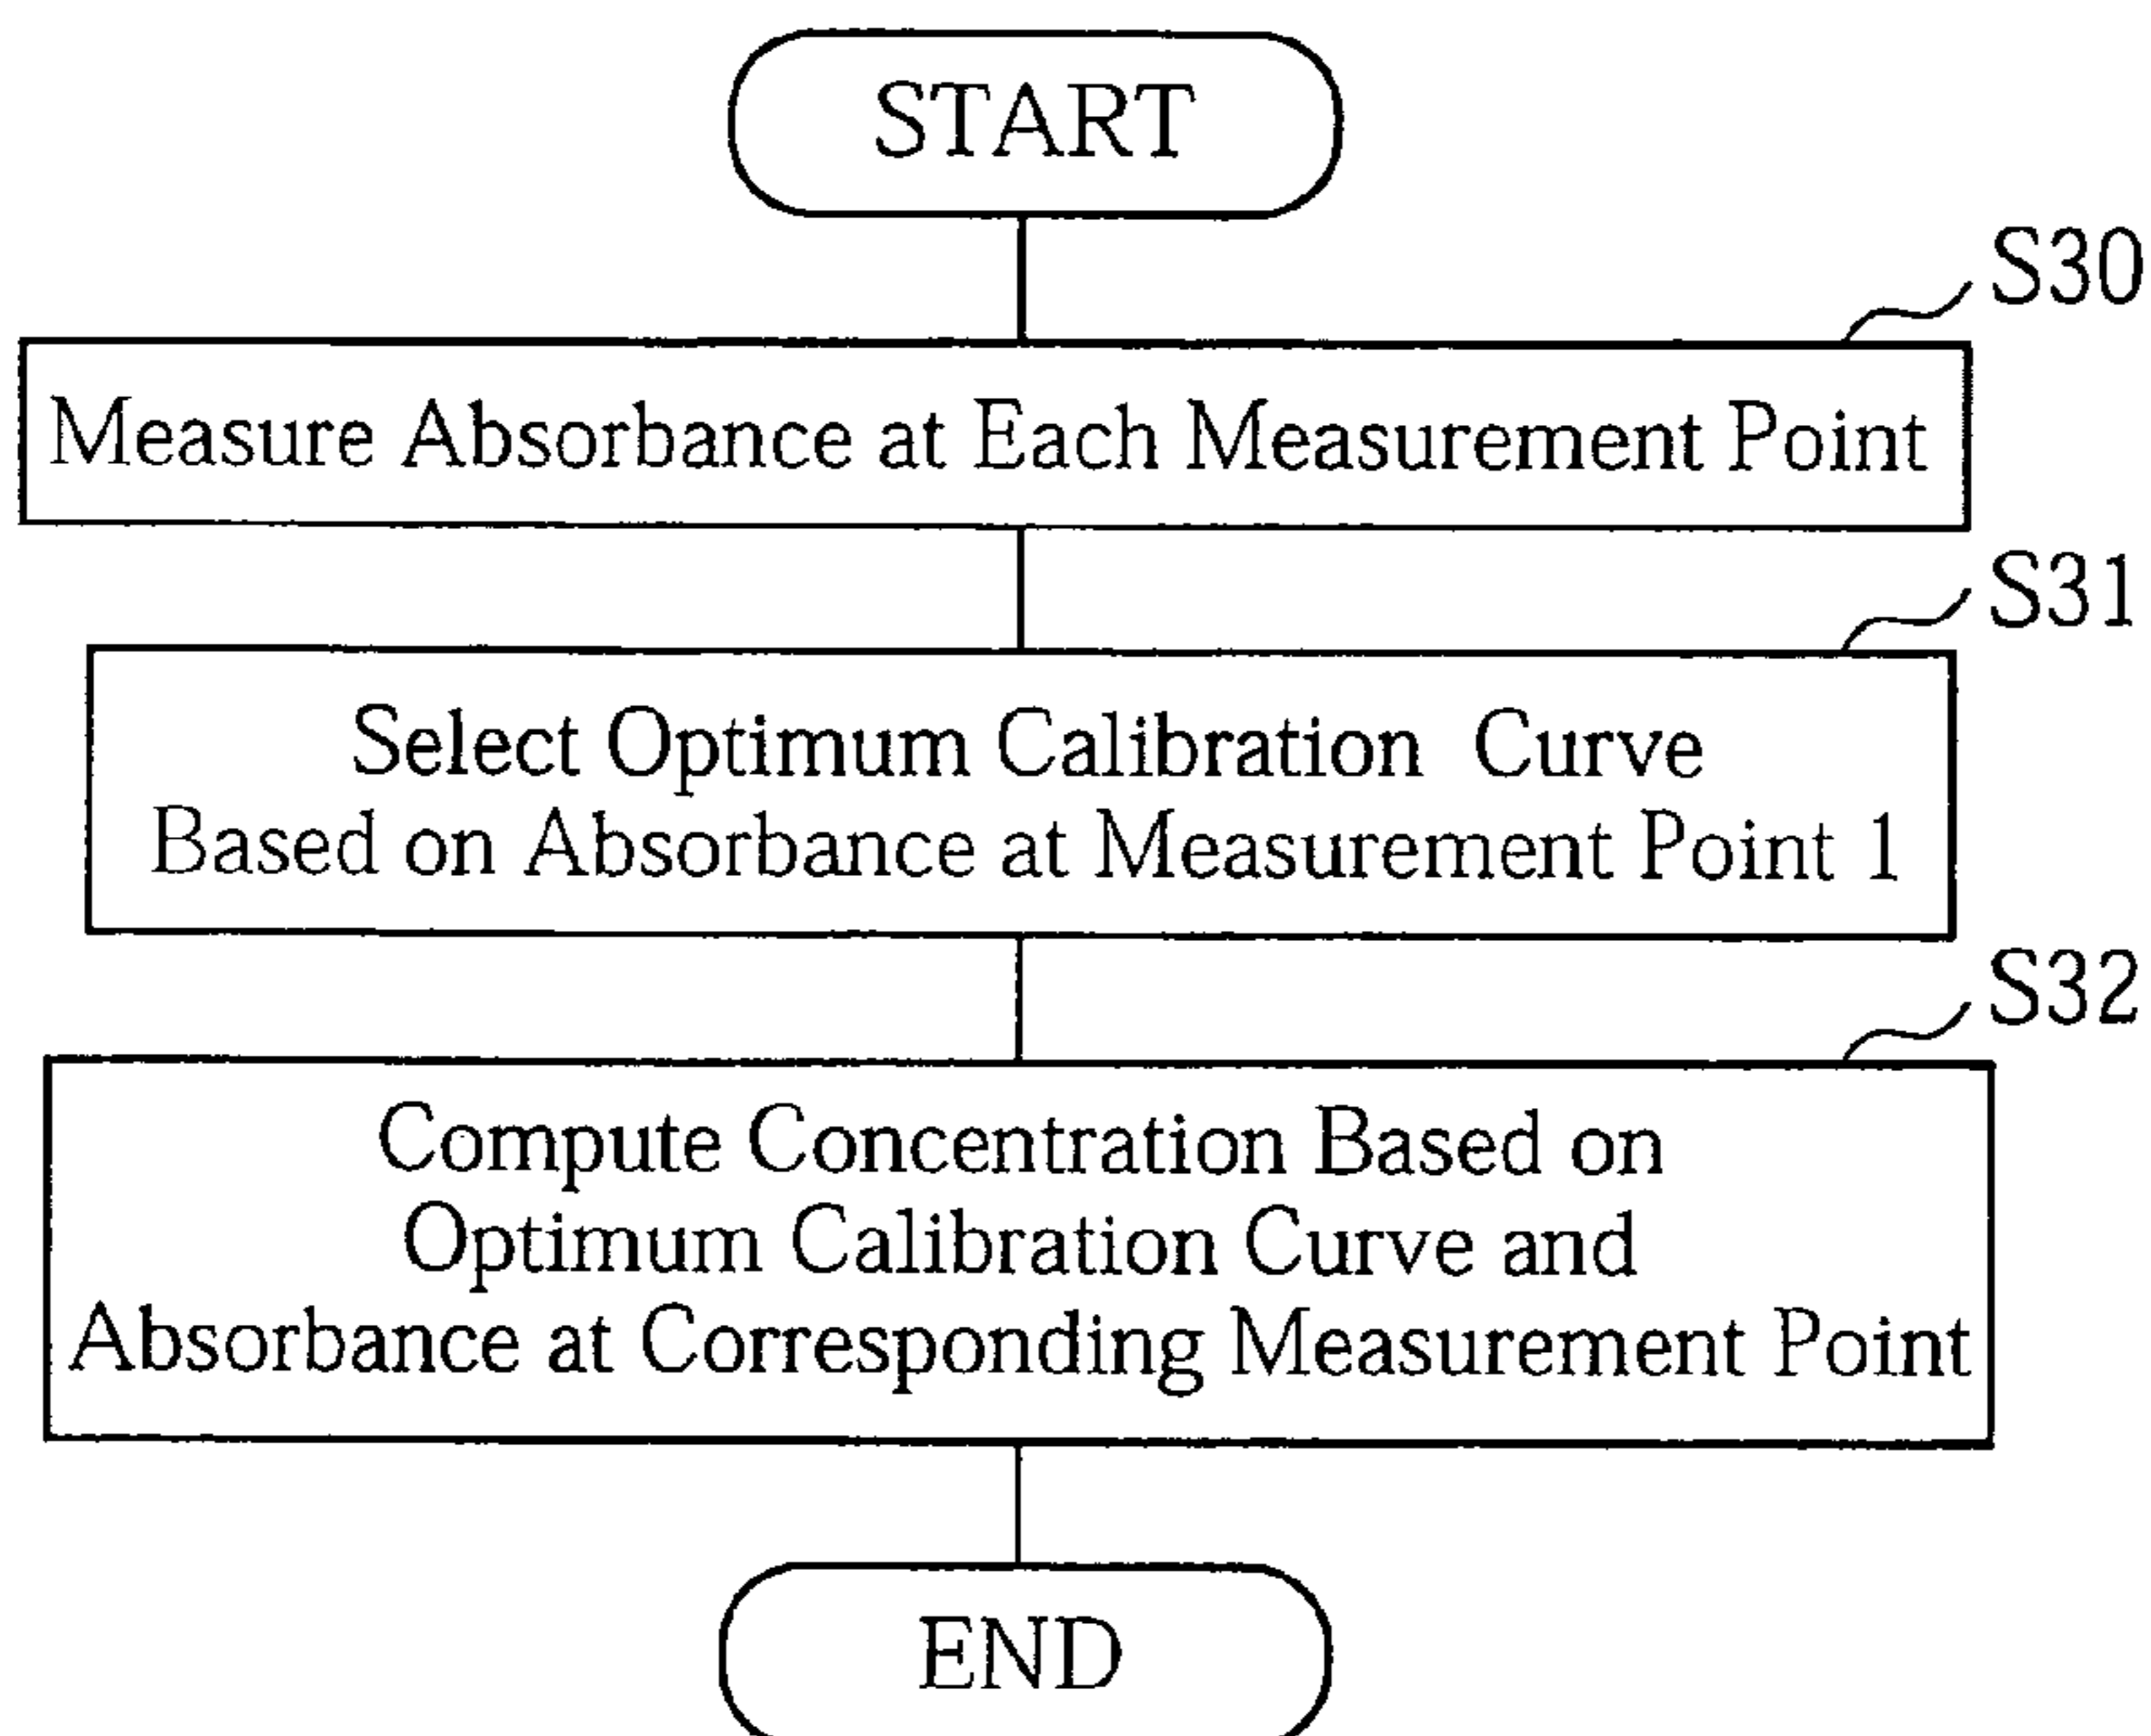 START
S30
Measure Absorbance at Each Measurement Point
S31
Select Optimum Calibration Curve
Based on Absorbance at Measurement Point 1
S32
Compute Concentration Based on
Optimum Calibration Curve and
Absorbance at Corresponding Measurement Point
END